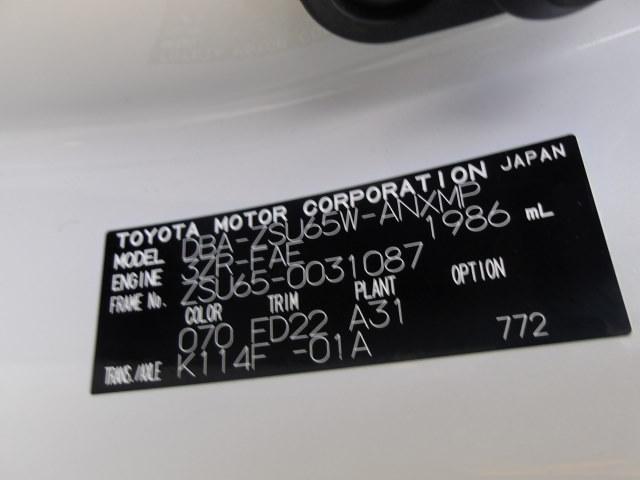 TOYOTA MOTOR CORPORATION JAPAN
MODEL DBA-ZSU65W-ANXMP
ENGINE 3ZR-FAE 1986 mL
FRAME No. ZSU65-0031087
COLOR TRIM PLANT OPTION
070 ED22 A31
TRANS./AXLE K114F -01A 772